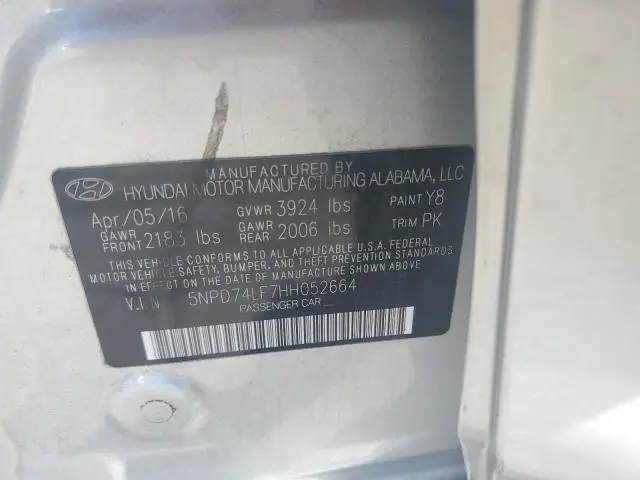 MANUFACTURED BY
HYUNDAI MOTOR MANUFACTURING ALABAMA, LLC
Apr/05/16 GVWR 3924 lbs PAINT Y8
GAWR FRONT 2183 lbs GAWR REAR 2006 lbs TRIM PK
THIS VEHICLE CONFORMS TO ALL APPLICABLE U.S.A. FEDERAL
MOTOR VEHICLE SAFETY, BUMPER, AND THEFT PREVENTION STANDARDS
IN EFFECT ON THE DATE OF MANUFACTURE SHOWN ABOVE.
V.I.N 5NPD74LF7HH052664
PASSENGER CAR